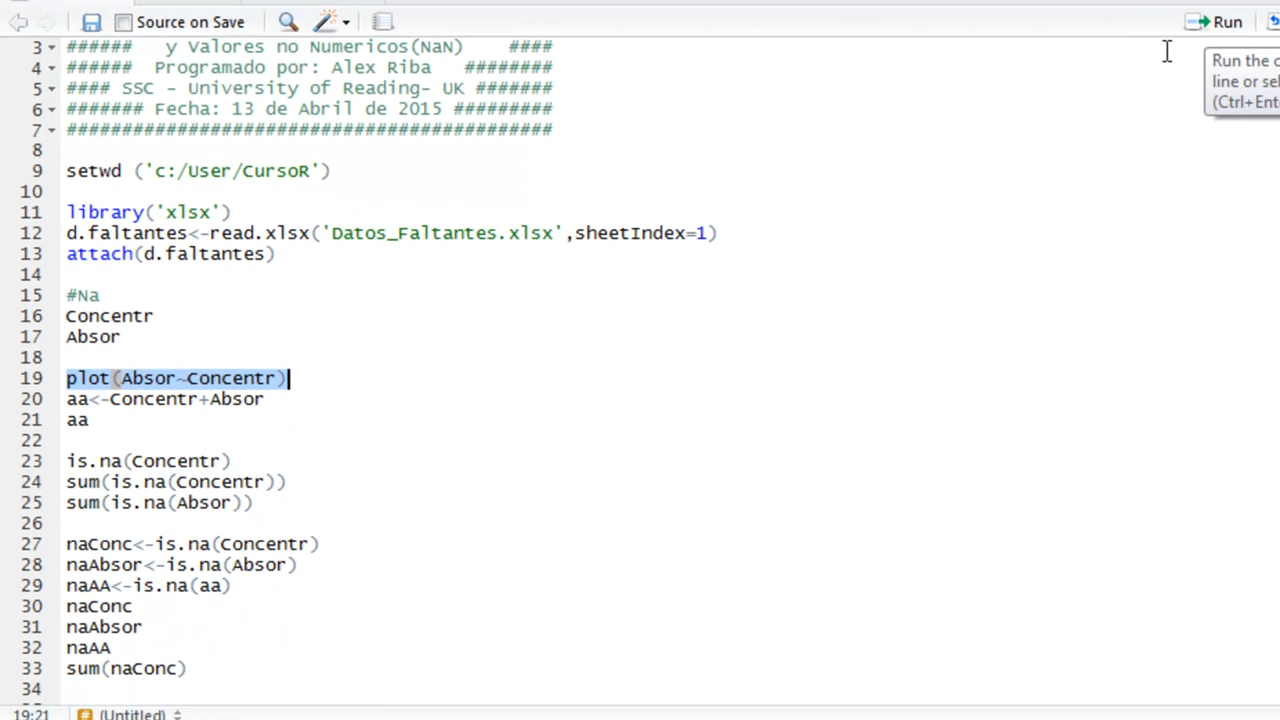 Source on Save
Run
3 ###### y Valores no Numericos(NaN) ####
4 ###### Programado por: Alex Riba ########
5 #### SSC - University of Reading- UK #######
6 ####### Fecha: 13 de Abril de 2015 #########
7 ############################################
8
9 setwd ('c:/User/CursoR')
10
11 library('xlsx')
12 d.faltantes<-read.xlsx('Datos_Faltantes.xlsx',sheetIndex=1)
13 attach(d.faltantes)
14
15 #Na
16 Concentr
17 Absor
18
19 plot(Absor~Concentr)
20 aa<-Concentr+Absor
21 aa
22
23 is.na(Concentr)
24 sum(is.na(Concentr))
25 sum(is.na(Absor))
26
27 naConc<-is.na(Concentr)
28 naAbsor<-is.na(Absor)
29 naAA<-is.na(aa)
30 naConc
31 naAbsor
32 naAA
33 sum(naConc)
34
Run the c
line or sel
(Ctrl+Ent
19:21 # (Untitled)